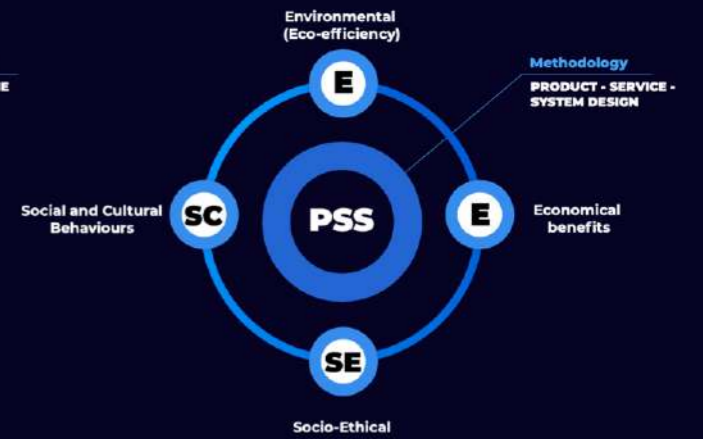 Environmental
(Eco-efficiency)
E
Methodology
PRODUCT - SERVICE -
SYSTEM DESIGN
Social and Cultural
Behaviours
SC
PSS
E
Economical
benefits
SE
Socio-Ethical